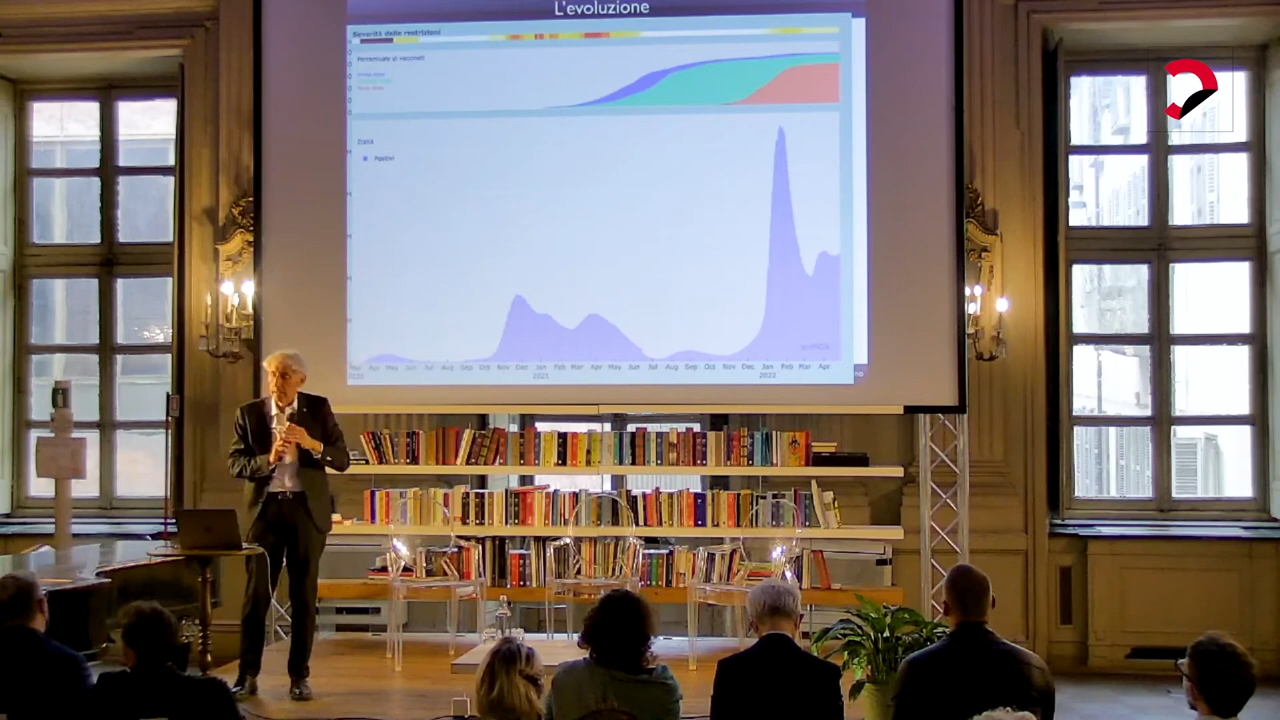 L'evoluzione
Severità delle restrizioni
Percentuale di vaccinati
Italia
Positivi
Mar Apr May Jun Jul Aug Sep Oct Nov Dec Jan Feb Mar Apr May Jun Jul Aug Sep Oct Nov Dec Jan Feb Mar Apr
2020 2021 2022